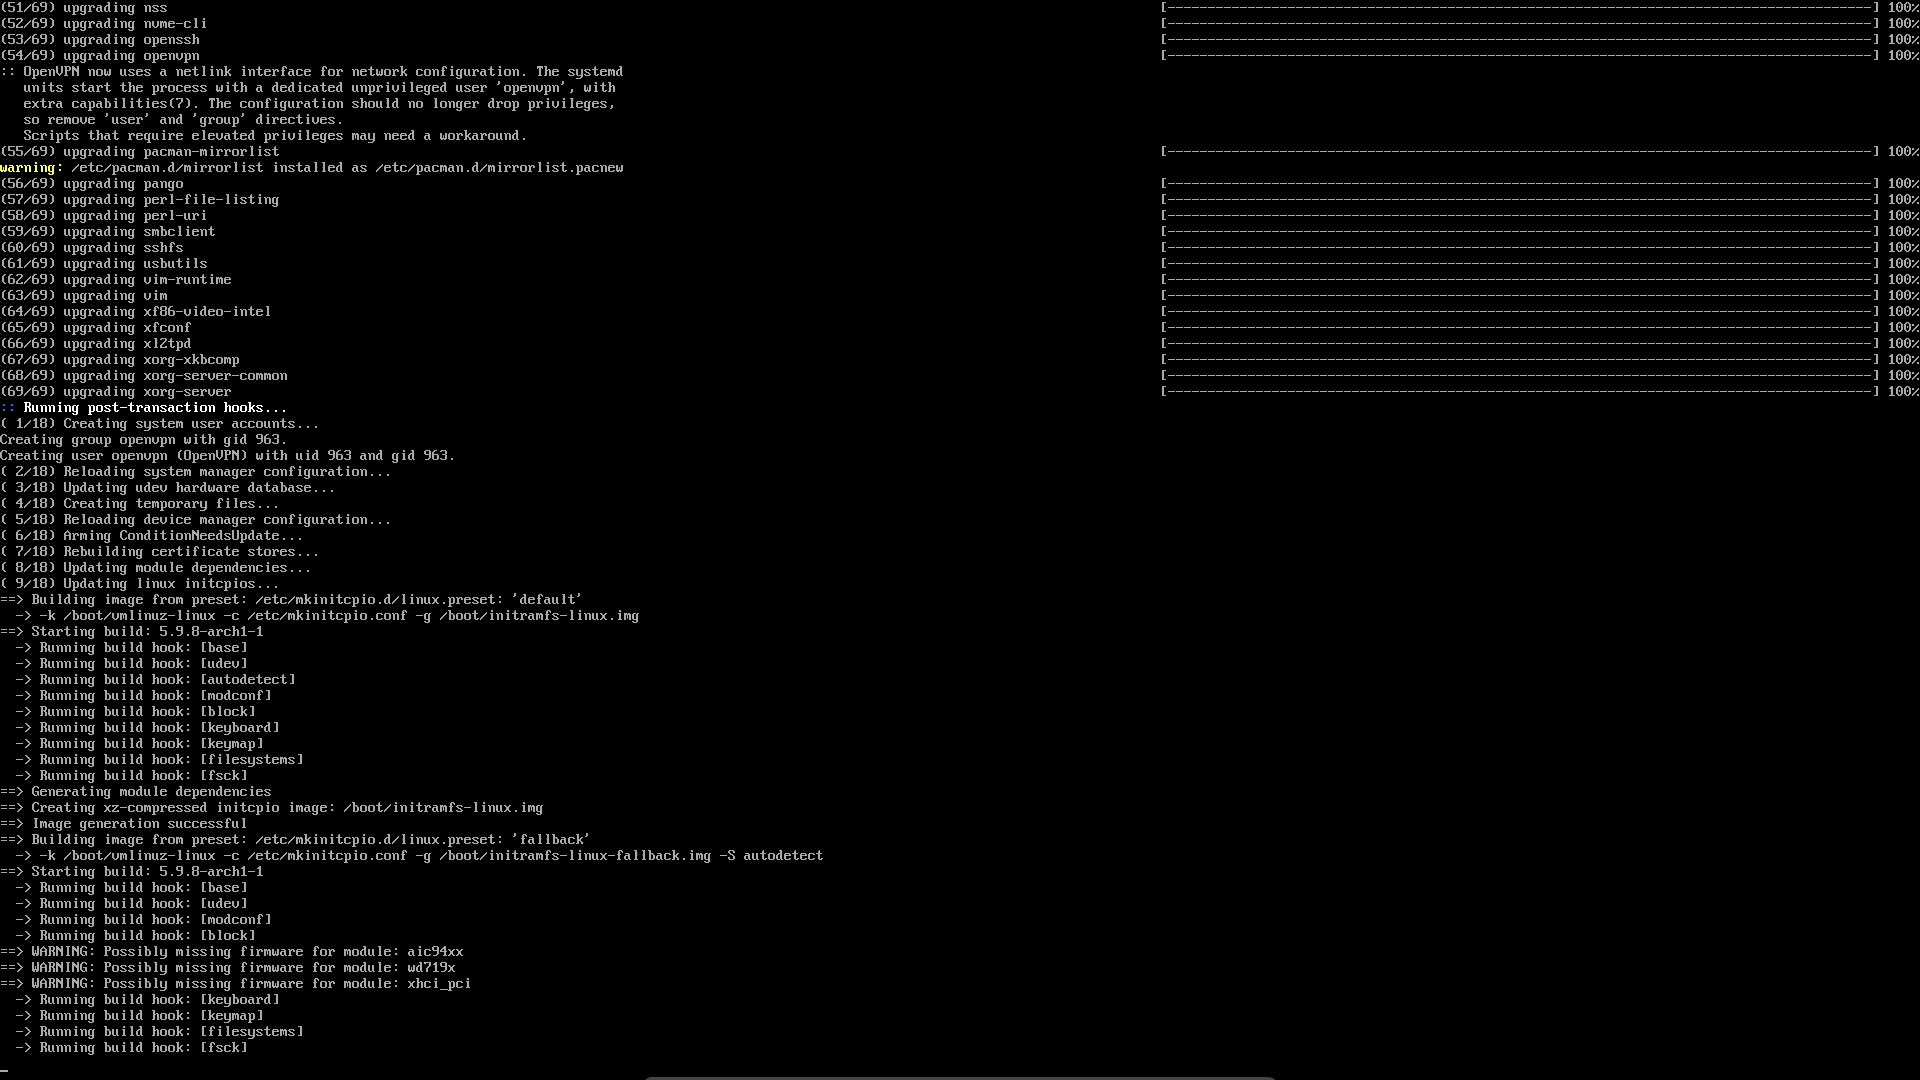 (51/69) upgrading nss [----------------------------------------------------------------------------------------] 100%
(52/69) upgrading nvme-cli [----------------------------------------------------------------------------------------] 100%
(53/69) upgrading openssh [----------------------------------------------------------------------------------------] 100%
(54/69) upgrading openvpn [----------------------------------------------------------------------------------------] 100%
:: OpenVPN now uses a netlink interface for network configuration. The systemd
   units start the process with a dedicated unprivileged user 'openvpn', with
   extra capabilities(7). The configuration should no longer drop privileges,
   so remove 'user' and 'group' directives.
   Scripts that require elevated privileges may need a workaround.
(55/69) upgrading pacman-mirrorlist [----------------------------------------------------------------------------------------] 100%
warning: /etc/pacman.d/mirrorlist installed as /etc/pacman.d/mirrorlist.pacnew
(56/69) upgrading pango [----------------------------------------------------------------------------------------] 100%
(57/69) upgrading perl-file-listing [----------------------------------------------------------------------------------------] 100%
(58/69) upgrading perl-uri [----------------------------------------------------------------------------------------] 100%
(59/69) upgrading smbclient [----------------------------------------------------------------------------------------] 100%
(60/69) upgrading sshfs [----------------------------------------------------------------------------------------] 100%
(61/69) upgrading usbutils [----------------------------------------------------------------------------------------] 100%
(62/69) upgrading vim-runtime [----------------------------------------------------------------------------------------] 100%
(63/69) upgrading vim [----------------------------------------------------------------------------------------] 100%
(64/69) upgrading xf86-video-intel [----------------------------------------------------------------------------------------] 100%
(65/69) upgrading xfconf [----------------------------------------------------------------------------------------] 100%
(66/69) upgrading xl2tpd [----------------------------------------------------------------------------------------] 100%
(67/69) upgrading xorg-xkbcomp [----------------------------------------------------------------------------------------] 100%
(68/69) upgrading xorg-server-common [----------------------------------------------------------------------------------------] 100%
(69/69) upgrading xorg-server [----------------------------------------------------------------------------------------] 100%
:: Running post-transaction hooks...
( 1/18) Creating system user accounts...
Creating group openvpn with gid 963.
Creating user openvpn (OpenVPN) with uid 963 and gid 963.
( 2/18) Reloading system manager configuration...
( 3/18) Updating udev hardware database...
( 4/18) Creating temporary files...
( 5/18) Reloading device manager configuration...
( 6/18) Arming ConditionNeedsUpdate...
( 7/18) Rebuilding certificate stores...
( 8/18) Updating module dependencies...
( 9/18) Updating linux initcpios...
==> Building image from preset: /etc/mkinitcpio.d/linux.preset: 'default'
  -> -k /boot/vmlinuz-linux -c /etc/mkinitcpio.conf -g /boot/initramfs-linux.img
==> Starting build: 5.9.8-arch1-1
  -> Running build hook: [base]
  -> Running build hook: [udev]
  -> Running build hook: [autodetect]
  -> Running build hook: [modconf]
  -> Running build hook: [block]
  -> Running build hook: [keyboard]
  -> Running build hook: [keymap]
  -> Running build hook: [filesystems]
  -> Running build hook: [fsck]
==> Generating module dependencies
==> Creating xz-compressed initcpio image: /boot/initramfs-linux.img
==> Image generation successful
==> Building image from preset: /etc/mkinitcpio.d/linux.preset: 'fallback'
  -> -k /boot/vmlinuz-linux -c /etc/mkinitcpio.conf -g /boot/initramfs-linux-fallback.img -S autodetect
==> Starting build: 5.9.8-arch1-1
  -> Running build hook: [base]
  -> Running build hook: [udev]
  -> Running build hook: [modconf]
  -> Running build hook: [block]
==> WARNING: Possibly missing firmware for module: aic94xx
==> WARNING: Possibly missing firmware for module: wd719x
==> WARNING: Possibly missing firmware for module: xhci_pci
  -> Running build hook: [keyboard]
  -> Running build hook: [keymap]
  -> Running build hook: [filesystems]
  -> Running build hook: [fsck]